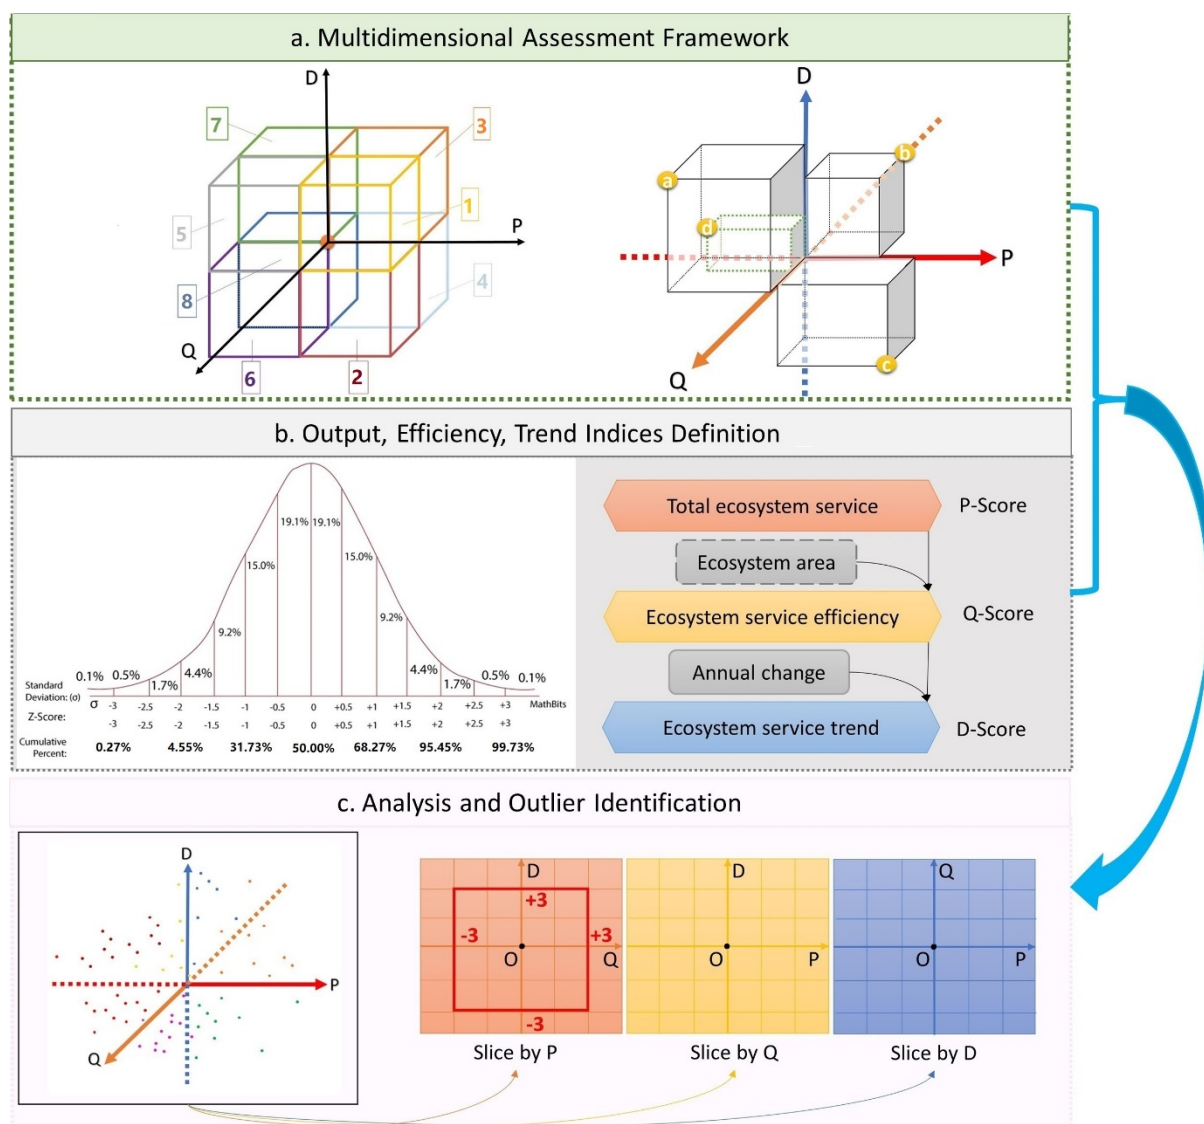 a. Multidimensional Assessment Framework
D
7
3
1
P
5
4
8
Q
6
2
D
b
a
d
P
Q
c
b. Output, Efficiency, Trend Indices Definition
19.1% 19.1%
15.0% 15.0%
9.2% 9.2%
0.1% 0.5% 1.7% 4.4% 4.4% 1.7% 0.5% 0.1%
Standard
Deviation: (σ) σ -3 -2.5 -2 -1.5 -1 -0.5 0 +0.5 +1 +1.5 +2 +2.5 +3 MathBits
Z-Score: -3 -2.5 -2 -1.5 -1 -0.5 0 +0.5 +1 +1.5 +2 +2.5 +3
Cumulative
Percent: 0.27% 4.55% 31.73% 50.00% 68.27% 95.45% 99.73%
Total ecosystem service P-Score
Ecosystem area
Ecosystem service efficiency Q-Score
Annual change
Ecosystem service trend D-Score
c. Analysis and Outlier Identification
D
P
Q
D
+3
-3 +3
O Q
-3
Slice by P
D
O P
Slice by Q
Q
O P
Slice by D